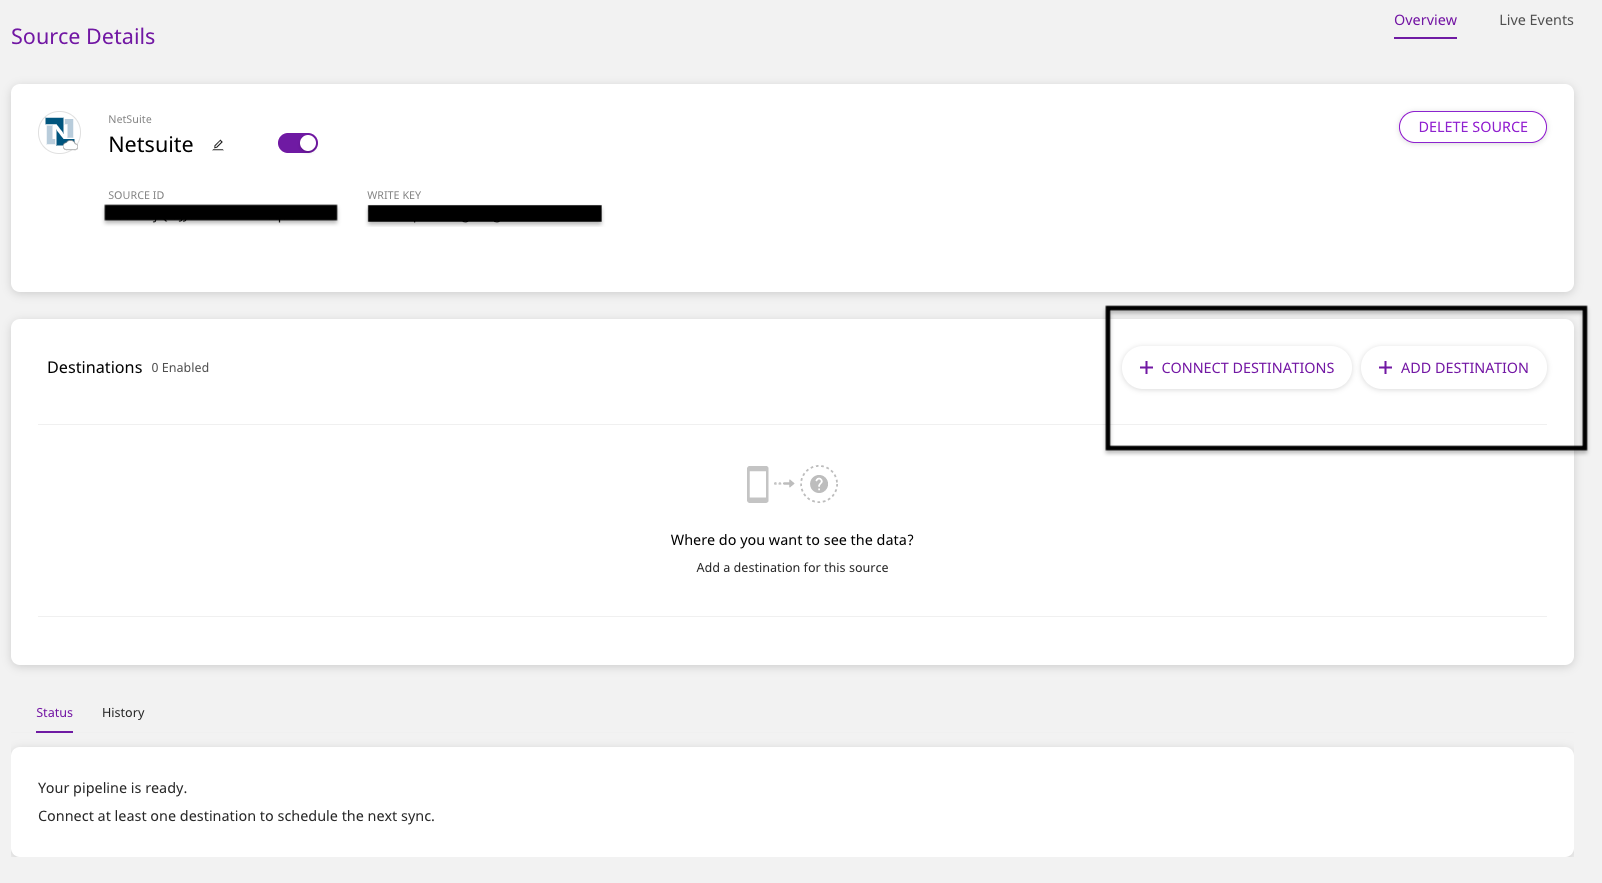 Source Details
Overview
Live Events
NetSuite
Netsuite
DELETE SOURCE
SOURCE ID
WRITE KEY
Destinations 0 Enabled
+ CONNECT DESTINATIONS
+ ADD DESTINATION
Where do you want to see the data?
Add a destination for this source
Status
History
Your pipeline is ready.
Connect at least one destination to schedule the next sync.